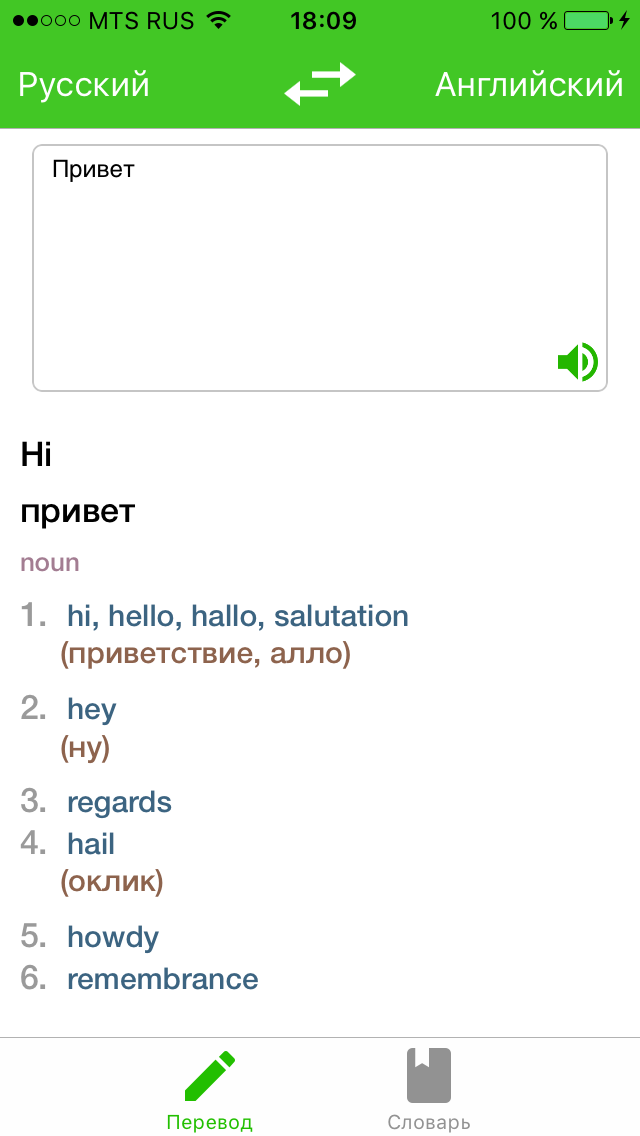 MTS RUS 18:09 100 %
Русский Английский
Привет
Hi
привет
noun
1. hi, hello, hallo, salutation
(приветствие, алло)
2. hey
(ну)
3. regards
4. hail
(оклик)
5. howdy
6. remembrance
Перевод Словарь